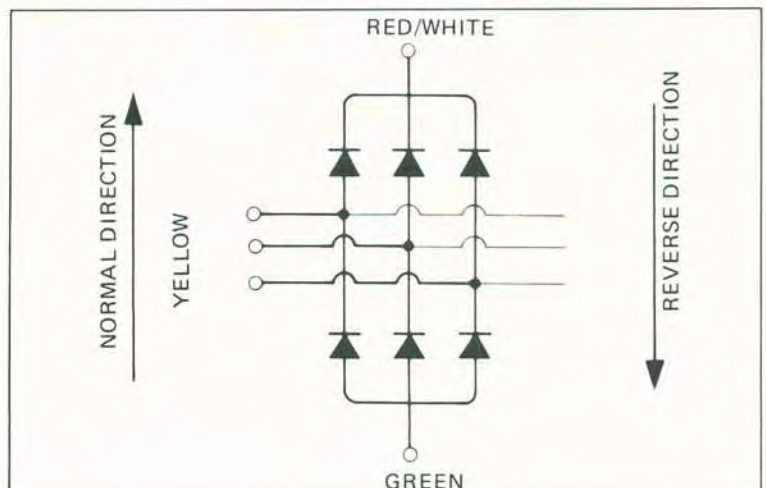 RED/WHITE
NORMAL DIRECTION
YELLOW
REVERSE DIRECTION
GREEN